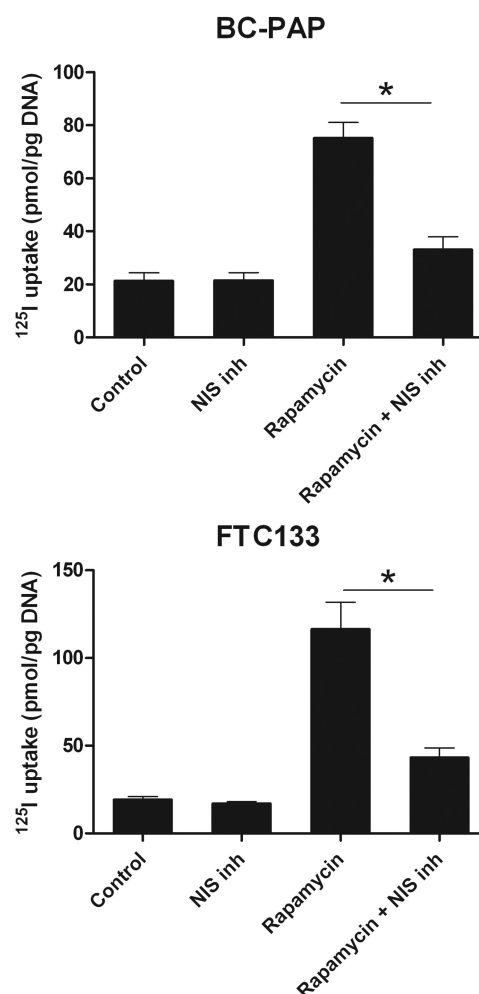 BC-PAP
¹²⁵I uptake (pmol/pg DNA)
100
80
60
40
20
0
*
Control
NIS inh
Rapamycin
Rapamycin + NIS inh
FTC133
¹²⁵I uptake (pmol/pg DNA)
150
100
50
0
*
Control
NIS inh
Rapamycin
Rapamycin + NIS inh